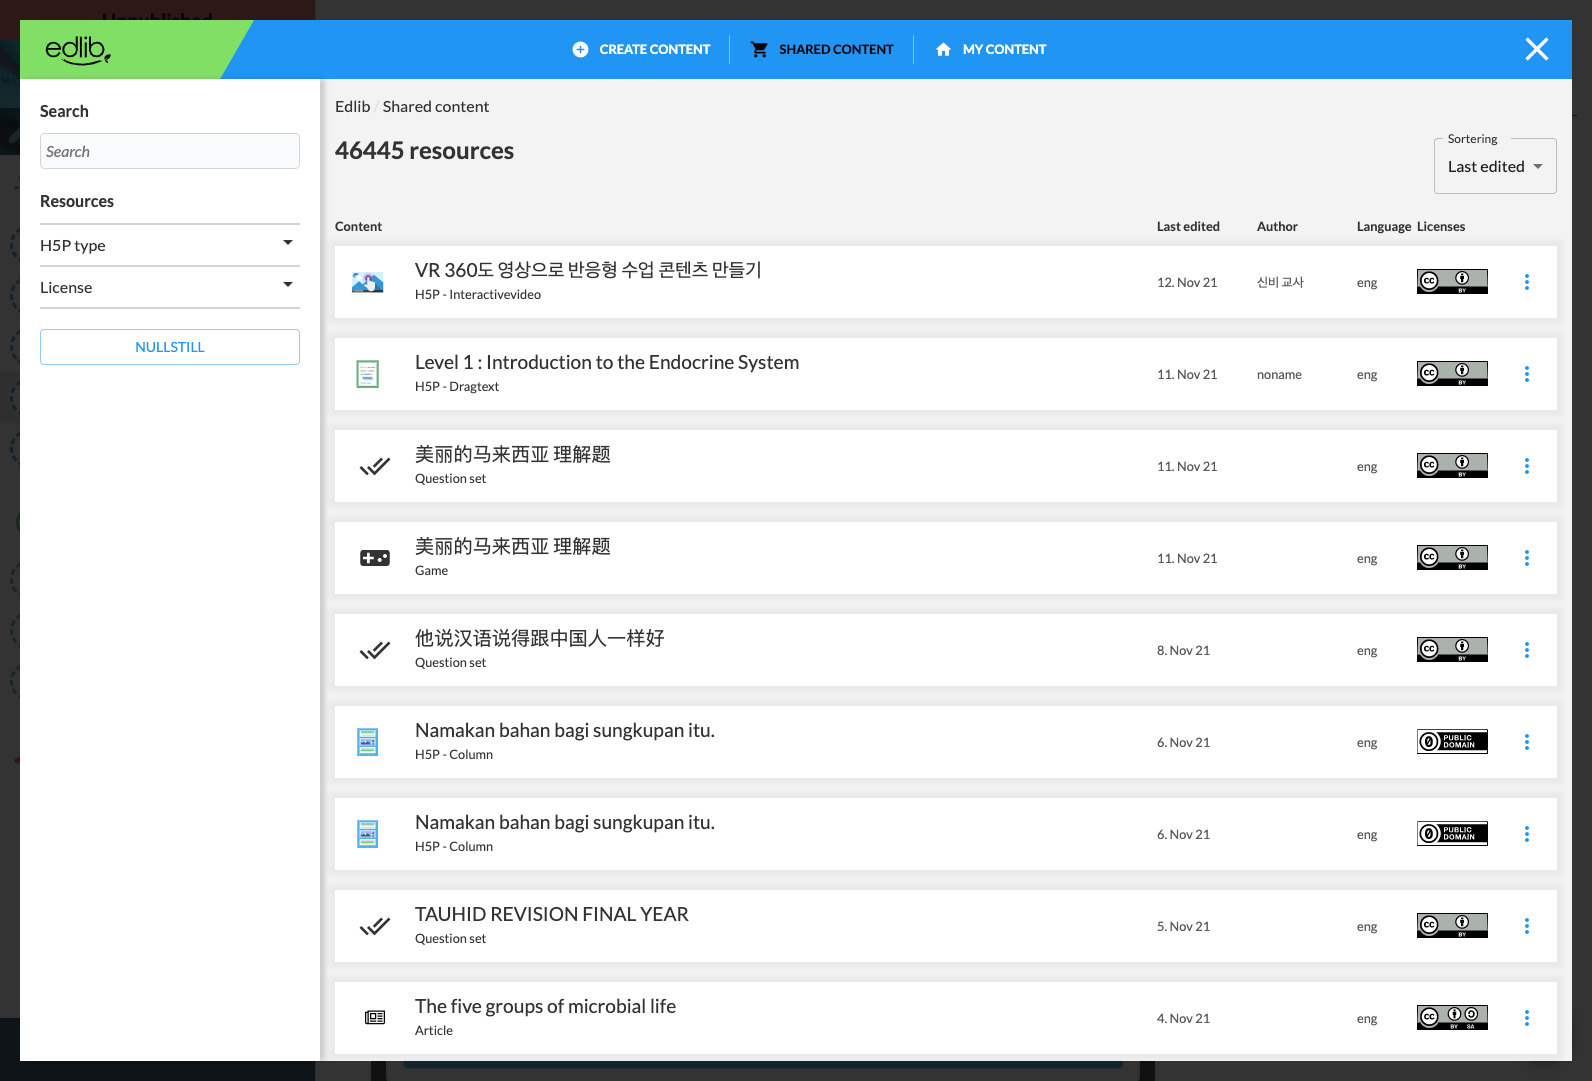 Unpublished
edlib
CREATE CONTENT
SHARED CONTENT
MY CONTENT
Search
Search
Resources
H5P type
License
NULLSTILL
Edlib / Shared content
46445 resources
Sortering
Last edited
Content Last edited Author Language Licenses
VR 360도 영상으로 반응형 수업 콘텐츠 만들기
H5P - Interactivevideo
12. Nov 21 신비 교사 eng CC BY
Level 1 : Introduction to the Endocrine System
H5P - Dragtext
11. Nov 21 noname eng CC BY
美丽的马来西亚 理解题
Question set
11. Nov 21 eng CC BY
美丽的马来西亚 理解题
Game
11. Nov 21 eng CC BY
他说汉语说得跟中国人一样好
Question set
8. Nov 21 eng CC BY
Namakan bahan bagi sungkupan itu.
H5P - Column
6. Nov 21 eng 0 PUBLIC DOMAIN
Namakan bahan bagi sungkupan itu.
H5P - Column
6. Nov 21 eng 0 PUBLIC DOMAIN
TAUHID REVISION FINAL YEAR
Question set
5. Nov 21 eng CC BY
The five groups of microbial life
Article
4. Nov 21 eng CC BY SA